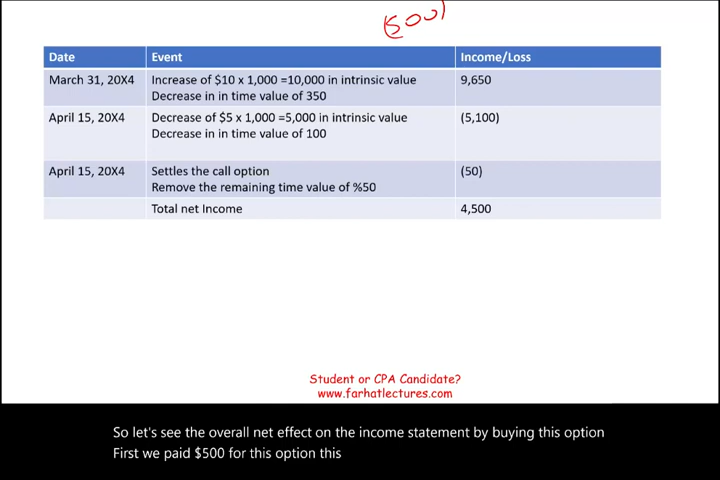 (500)
Date Event Income/Loss
March 31, 20X4 Increase of $10 x 1,000 =10,000 in intrinsic value 9,650
Decrease in in time value of 350
April 15, 20X4 Decrease of $5 x 1,000 =5,000 in intrinsic value (5,100)
Decrease in in time value of 100
April 15, 20X4 Settles the call option (50)
Remove the remaining time value of %50
Total net Income 4,500
Student or CPA Candidate?
www.farhatlectures.com
So let's see the overall net effect on the income statement by buying this option
First we paid $500 for this option this